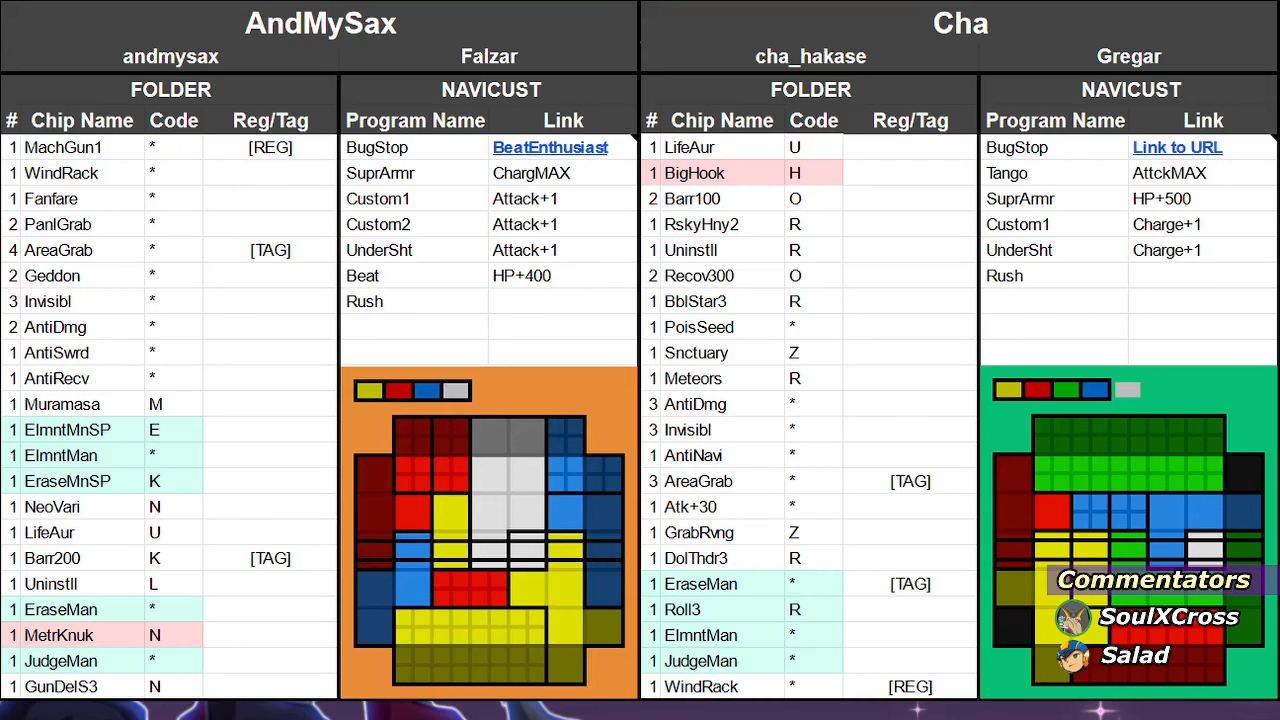 AndMySax
andmysax Falzar
FOLDER NAVICUST
# Chip Name Code Reg/Tag Program Name Link
1 MachGun1 * [REG] BugStop BeatEnthusiast
1 WindRack * SuprArmr ChargMAX
1 Fanfare * Custom1 Attack+1
2 PanlGrab * Custom2 Attack+1
4 AreaGrab * [TAG] UnderSht Attack+1
2 Geddon * Beat HP+400
3 Invisibl * Rush
2 AntiDmg *
1 AntiSwrd *
1 AntiRecv *
1 Muramasa M
1 ElmntMnSP E
1 ElmntMan *
1 EraseMnSP K
1 NeoVari N
1 LifeAur U
1 Barr200 K [TAG]
1 Uninstll L
1 EraseMan *
1 MetrKnuk N
1 JudgeMan *
1 GunDelS3 N
Cha
cha_hakase Gregar
FOLDER NAVICUST
# Chip Name Code Reg/Tag Program Name Link
1 LifeAur U BugStop Link to URL
1 BigHook H Tango AttckMAX
2 Barr100 O SuprArmr HP+500
1 RskyHny2 R Custom1 Charge+1
1 Uninstll R UnderSht Charge+1
2 Recov300 O Rush
1 BblStar3 R
1 PoisSeed *
1 Snctuary Z
1 Meteors R
3 AntiDmg *
3 Invisibl *
1 AntiNavi *
3 AreaGrab * [TAG]
1 Atk+30 *
1 GrabRvng Z
1 DolThdr3 R
1 EraseMan * [TAG]
1 Roll3 R
1 ElmntMan *
1 JudgeMan *
1 WindRack * [REG]
Commentators
SoulXCross
Salad